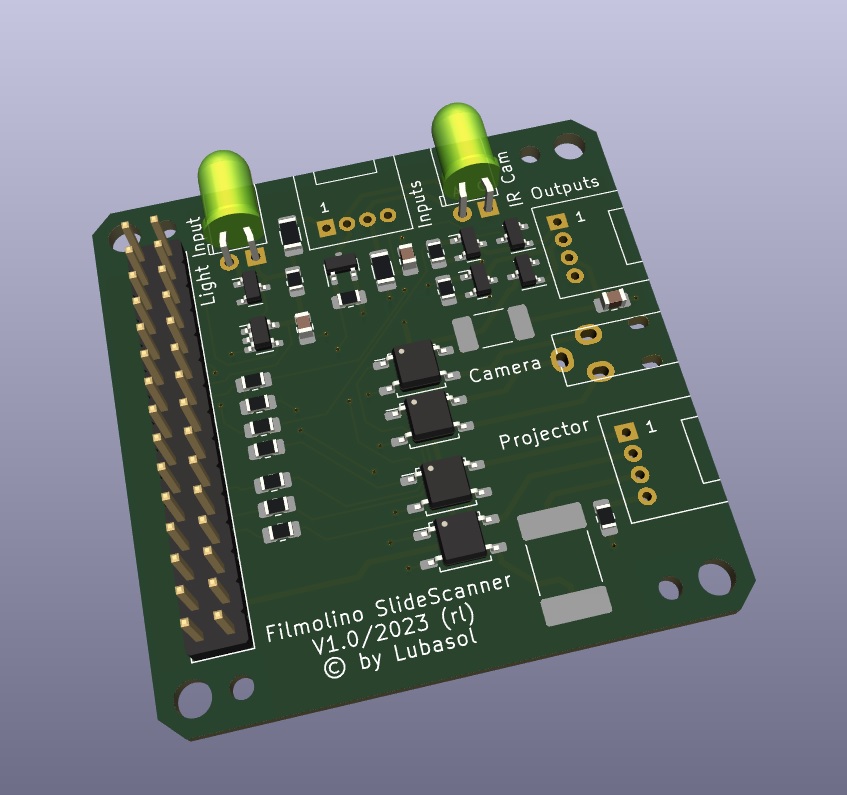 Light Input
1
Inputs
IR Cam
Outputs
1
Camera
Projector
1
Filmolino SlideScanner
V1.0/2023 (rl)
© by Lubasol